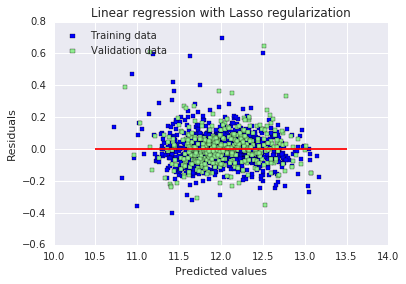 Linear regression with Lasso regularization
Training data
Validation data
Residuals
0.8
0.6
0.4
0.2
0.0
−0.2
−0.4
−0.6
10.0 10.5 11.0 11.5 12.0 12.5 13.0 13.5 14.0
Predicted values